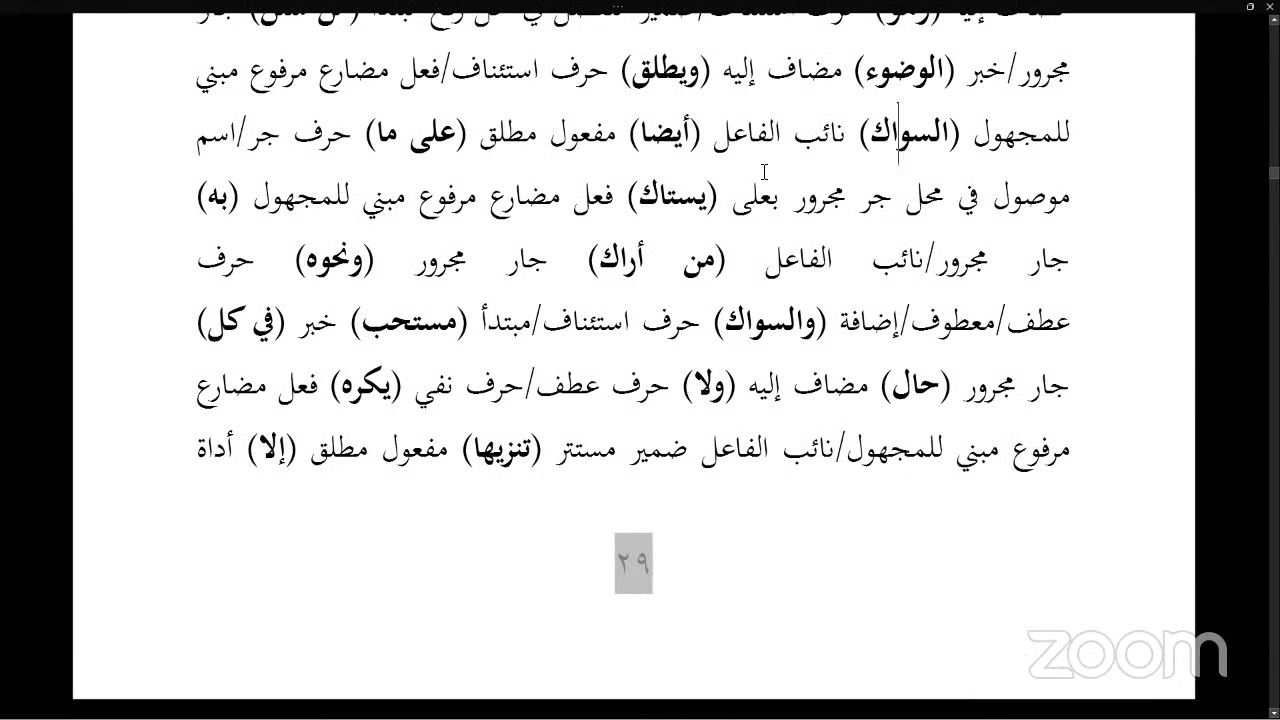 مجرور/خبر (الوضوء) مضاف إليه (ويطلق) حرف استئناف/فعل مضارع مرفوع مبني
للمجهول (السواك) نائب الفاعل (أيضا) مفعول مطلق (على ما) حرف جر/اسم
موصول في محل جر مجرور بعلى (يستاك) فعل مضارع مرفوع مبني للمجهول (به)
جار مجرور/نائب الفاعل (من أراك) جار مجرور (ونحوه) حرف
عطف/معطوف/إضافة (والسواك) حرف استئناف/مبتدأ (مستحب) خبر (في كل)
جار مجرور (حال) مضاف إليه (ولا) حرف عطف/حرف نفي (يكره) فعل مضارع
مرفوع مبني للمجهول/نائب الفاعل ضمير مستتر (تنزيها) مفعول مطلق (إلا) أداة
٢٩
zoom